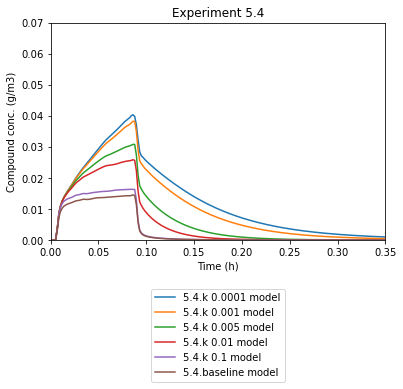 Experiment 5.4
Compound conc. (g/m3)
0.07
0.06
0.05
0.04
0.03
0.02
0.01
0.00
0.00 0.05 0.10 0.15 0.20 0.25 0.30 0.35
Time (h)
5.4.k 0.0001 model
5.4.k 0.001 model
5.4.k 0.005 model
5.4.k 0.01 model
5.4.k 0.1 model
5.4.baseline model